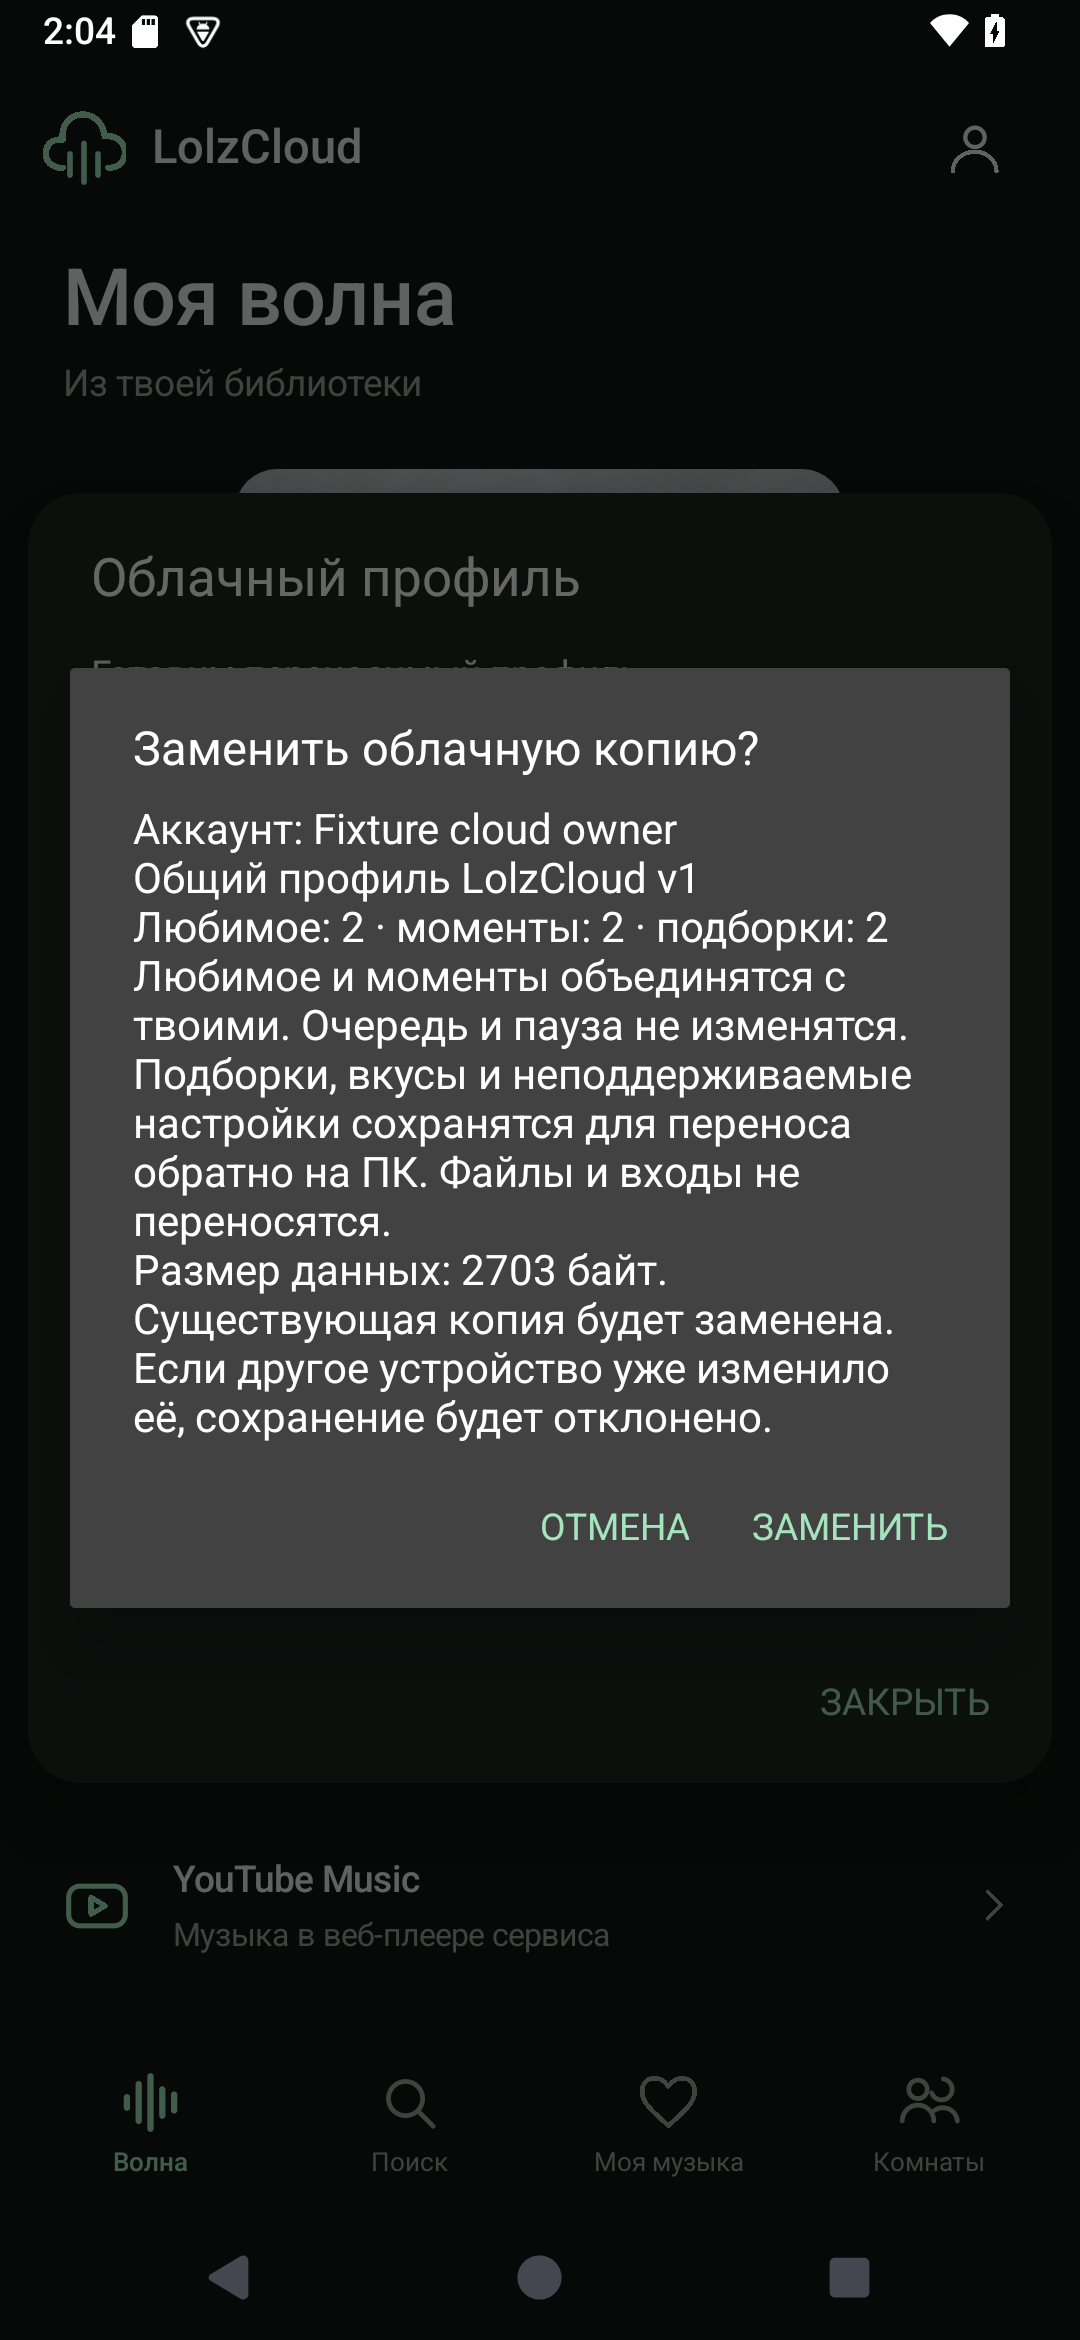 2:04
LolzCloud
Моя волна
Из твоей библиотеки
Облачный профиль
Заменить облачную копию?
Аккаунт: Fixture cloud owner
Общий профиль LolzCloud v1
Любимое: 2 · моменты: 2 · подборки: 2
Любимое и моменты объединятся с
твоими. Очередь и пауза не изменятся.
Подборки, вкусы и неподдерживаемые
настройки сохранятся для переноса
обратно на ПК. Файлы и входы не
переносятся.
Размер данных: 2703 байт.
Существующая копия будет заменена.
Если другое устройство уже изменило
её, сохранение будет отклонено.
ОТМЕНА ЗАМЕНИТЬ
ЗАКРЫТЬ
YouTube Music
Музыка в веб-плеере сервиса
Волна Поиск Моя музыка Комнаты